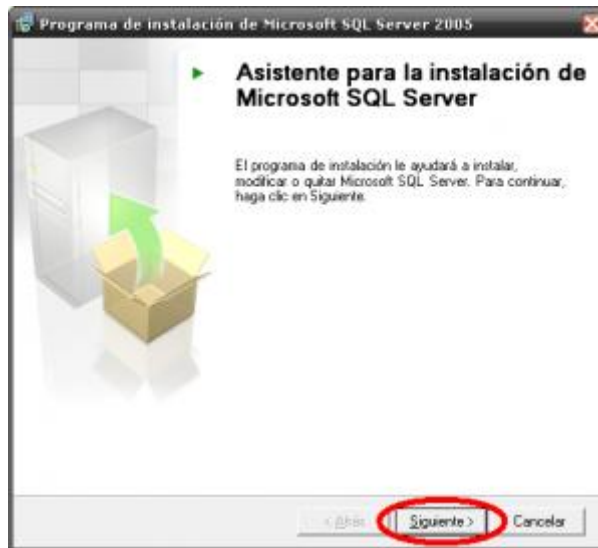 Programa de instalación de Microsoft SQL Server 2005
Asistente para la instalación de
Microsoft SQL Server
El programa de instalación le ayudará a instalar,
modificar o quitar Microsoft SQL Server. Para continuar,
haga clic en Siguiente.
< Atrás
Siguiente >
Cancelar